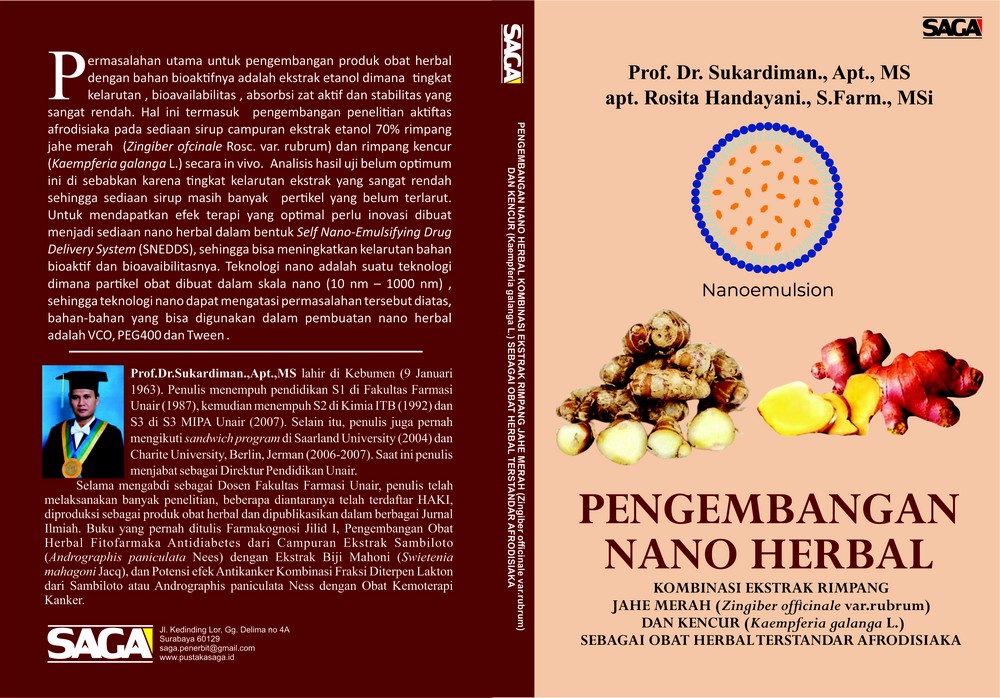 Permasalahan utama untuk pengembangan produk obat herbal
dengan bahan bioaktifnya adalah ekstrak etanol dimana tingkat
kelarutan , bioavailabilitas , absorbsi zat aktif dan stabilitas yang
sangat rendah. Hal ini termasuk pengembangan penelitian aktiftas
afrodisiaka pada sediaan sirup campuran ekstrak etanol 70% rimpang
jahe merah (Zingiber ofcinale Rosc. var. rubrum) dan rimpang kencur
(Kaempferia galanga L.) secara in vivo. Analisis hasil uji belum optimum
ini di sebabkan karena tingkat kelarutan ekstrak yang sangat rendah
sehingga sediaan sirup masih banyak pertikel yang belum terlarut.
Untuk mendapatkan efek terapi yang optimal perlu inovasi dibuat
menjadi sediaan nano herbal dalam bentuk Self Nano-Emulsifying Drug
Delivery System (SNEDDS), sehingga bisa meningkatkan kelarutan bahan
bioaktif dan bioavaibilitasnya. Teknologi nano adalah suatu teknologi
dimana partikel obat dibuat dalam skala nano (10 nm – 1000 nm) ,
sehingga teknologi nano dapat mengatasi permasalahan tersebut diatas,
bahan-bahan yang bisa digunakan dalam pembuatan nano herbal
adalah VCO, PEG400 dan Tween .
Prof.Dr.Sukardiman.,Apt.,MS lahir di Kebumen (9 Januari
1963). Penulis menempuh pendidikan S1 di Fakultas Farmasi
Unair (1987), kemudian menempuh S2 di Kimia ITB (1992) dan
S3 di S3 MIPA Unair (2007). Selain itu, penulis juga pernah
mengikuti sandwich program di Saarland University (2004) dan
Charite University, Berlin, Jerman (2006-2007). Saat ini penulis
menjabat sebagai Direktur Pendidikan Unair.
Selama mengabdi sebagai Dosen Fakultas Farmasi Unair, penulis telah
melaksanakan banyak penelitian, beberapa diantaranya telah terdaftar HAKI,
diproduksi sebagai produk obat herbal dan dipublikasikan dalam berbagai Jurnal
Ilmiah. Buku yang pernah ditulis Farmakognosi Jilid I, Pengembangan Obat
Herbal Fitofarmaka Antidiabetes dari Campuran Ekstrak Sambiloto
(Andrographis paniculata Nees) dengan Ekstrak Biji Mahoni (Swietenia
mahagoni Jacq), dan Potensi efek Antikanker Kombinasi Fraksi Diterpen Lakton
dari Sambiloto atau Andrographis paniculata Ness dengan Obat Kemoterapi
Kanker.
SAGA
Jl. Kedinding Lor, Gg. Delima no 4A
Surabaya 60129
saga.penerbit@gmail.com
www.pustakasaga.id
SAGA
PENGEMBANGAN NANO HERBAL KOMBINASI EKSTRAK RIMPANG JAHE MERAH (Zingiber officinale var.rubrum)
DAN KENCUR (Kaempferia galanga L.) SEBAGAI OBAT HERBAL TERSTANDAR AFRODISIAKA
SAGA
Prof. Dr. Sukardiman., Apt., MS
apt. Rosita Handayani., S.Farm., MSi
Nanoemulsion
PENGEMBANGAN
NANO HERBAL
KOMBINASI EKSTRAK RIMPANG
JAHE MERAH (Zingiber officinale var.rubrum)
DAN KENCUR (Kaempferia galanga L.)
SEBAGAI OBAT HERBAL TERSTANDAR AFRODISIAKA